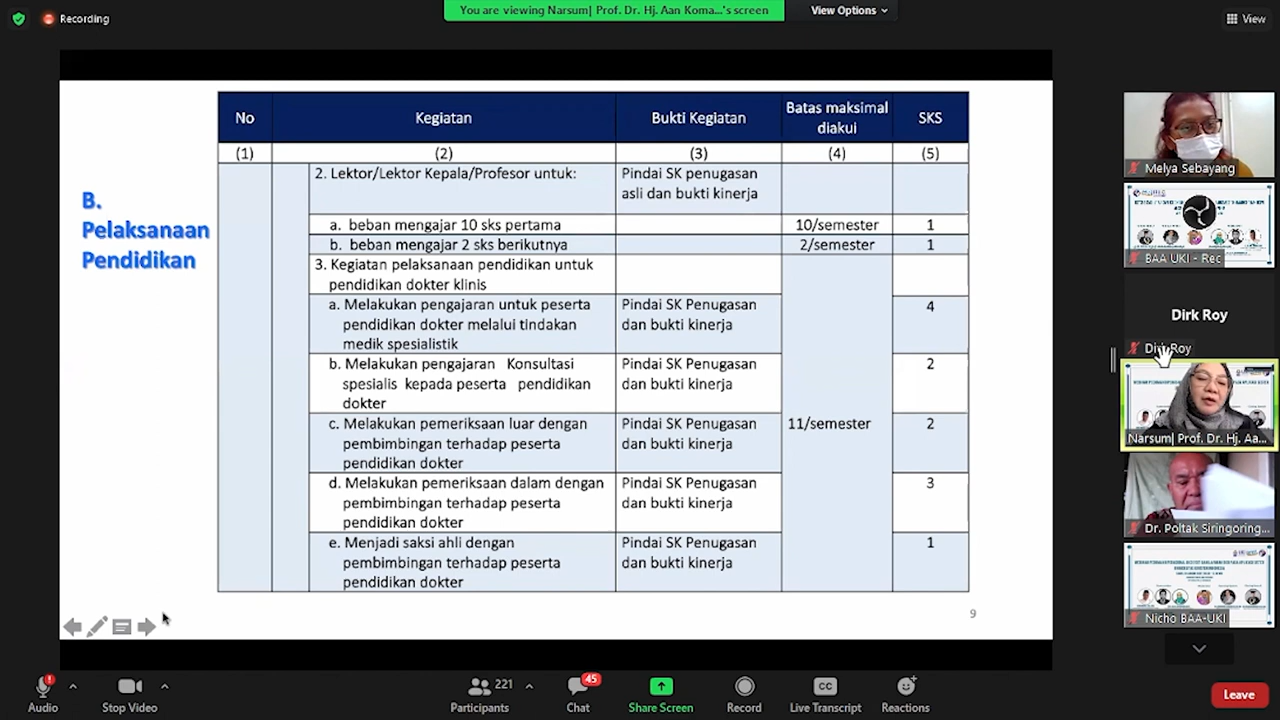 Recording
You are viewing Narsum| Prof. Dr. Hj. Aan Koma...'s screen
View Options
View
B.
Pelaksanaan
Pendidikan
No
Kegiatan
Bukti Kegiatan
Batas maksimal
diakui
SKS
(1)
(2)
(3)
(4)
(5)
2. Lektor/Lektor Kepala/Profesor untuk:
Pindai SK penugasan
asli dan bukti kinerja
a. beban mengajar 10 sks pertama
10/semester
1
b. beban mengajar 2 sks berikutnya
2/semester
1
3. Kegiatan pelaksanaan pendidikan untuk
pendidikan dokter klinis
a. Melakukan pengajaran untuk peserta
pendidikan dokter melalui tindakan
medik spesialistik
Pindai SK Penugasan
dan bukti kinerja
4
b. Melakukan pengajaran Konsultasi
spesialis kepada peserta pendidikan
dokter
Pindai SK Penugasan
dan bukti kinerja
2
c. Melakukan pemeriksaan luar dengan
pembimbingan terhadap peserta
pendidikan dokter
Pindai SK Penugasan
dan bukti kinerja
11/semester
2
d. Melakukan pemeriksaan dalam dengan
pembimbingan terhadap peserta
pendidikan dokter
Pindai SK Penugasan
dan bukti kinerja
3
e. Menjadi saksi ahli dengan
pembimbingan terhadap peserta
pendidikan dokter
Pindai SK Penugasan
dan bukti kinerja
1
9
Melya Sebayang
BAA UKI - Rec
Dirk Roy
Dirk Roy
Narsum| Prof. Dr. Hj. Aa...
Dr. Poltak Siringoring...
Nicho BAA-UKI
Audio
Stop Video
221
Participants
45
Chat
Share Screen
Record
CC
Live Transcript
Reactions
Leave